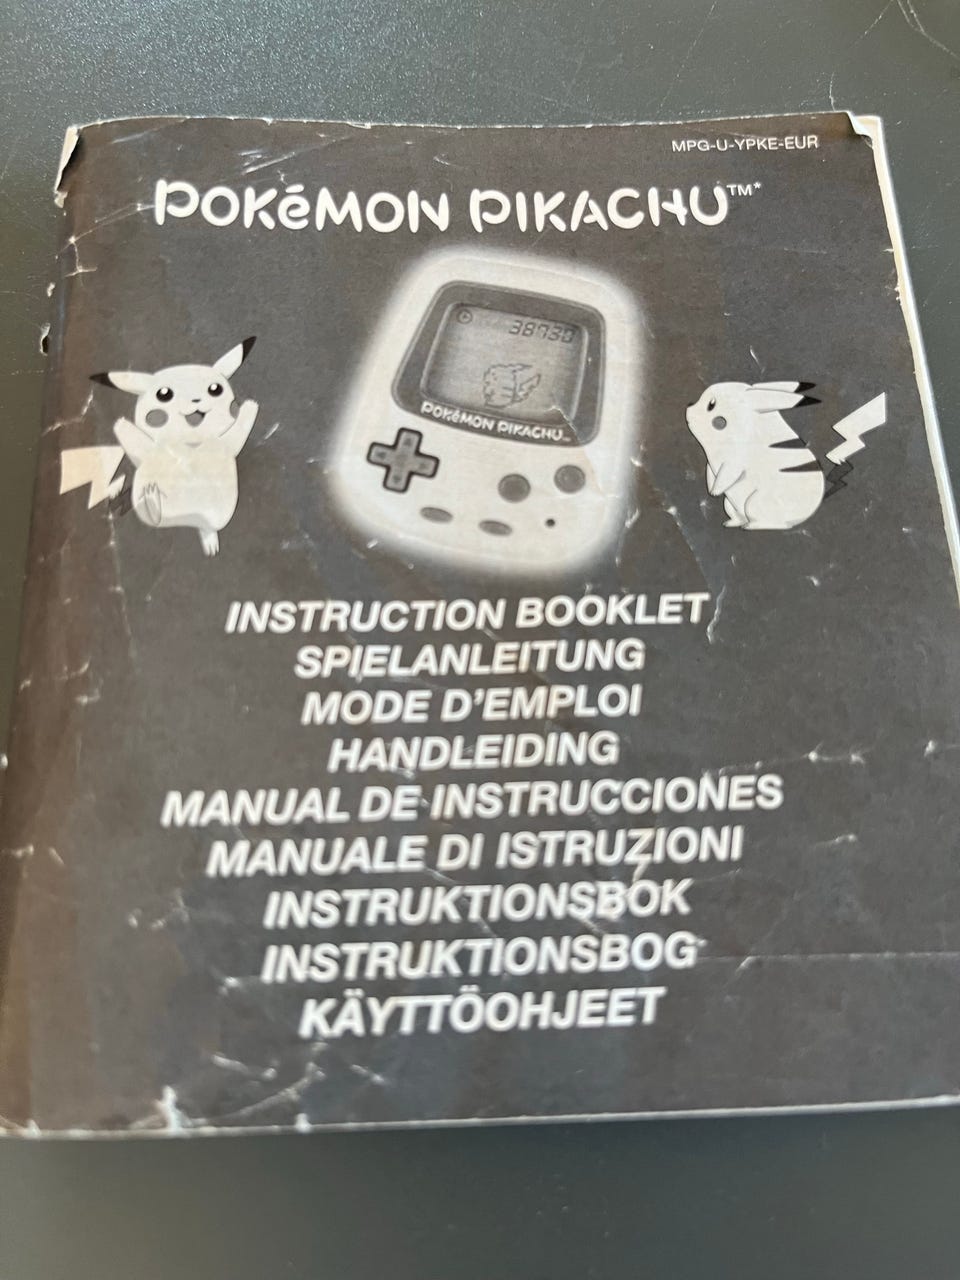 MPG-U-YPKE-EUR
POKéMON PIKACHU™*
38730
POKéMON PIKACHU™
INSTRUCTION BOOKLET
SPIELANLEITUNG
MODE D'EMPLOI
HANDLEIDING
MANUAL DE INSTRUCCIONES
MANUALE DI ISTRUZIONI
INSTRUKTIONSBOK
INSTRUKTIONSBOG
KÄYTTÖOHJEET